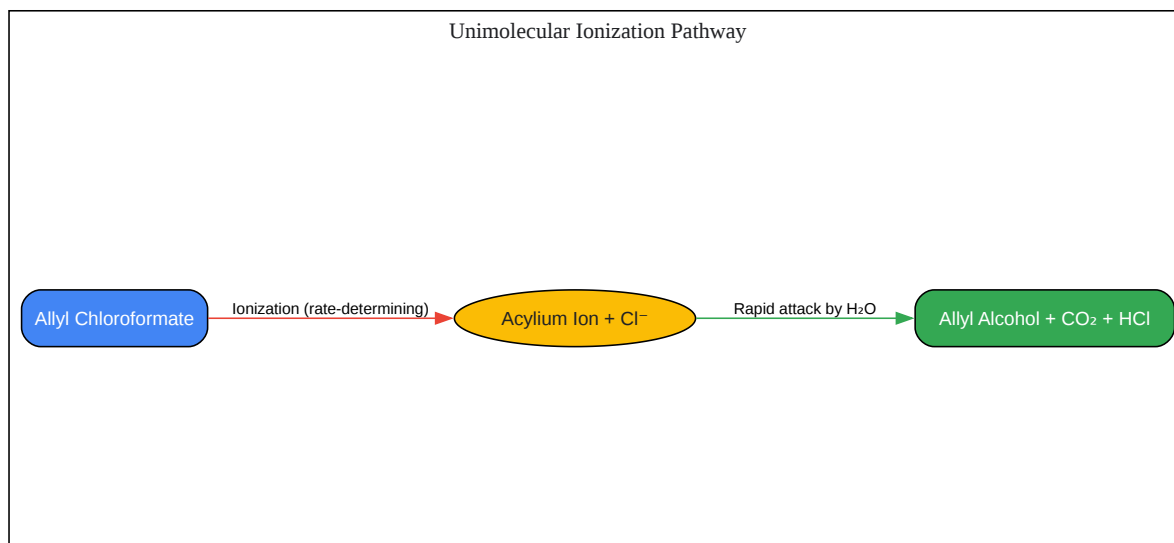 Unimolecular Ionization Pathway
Allyl Chloroformate
Ionization (rate-determining)
Acylium Ion + Cl⁻
Rapid attack by H₂O
Allyl Alcohol + CO₂ + HCl